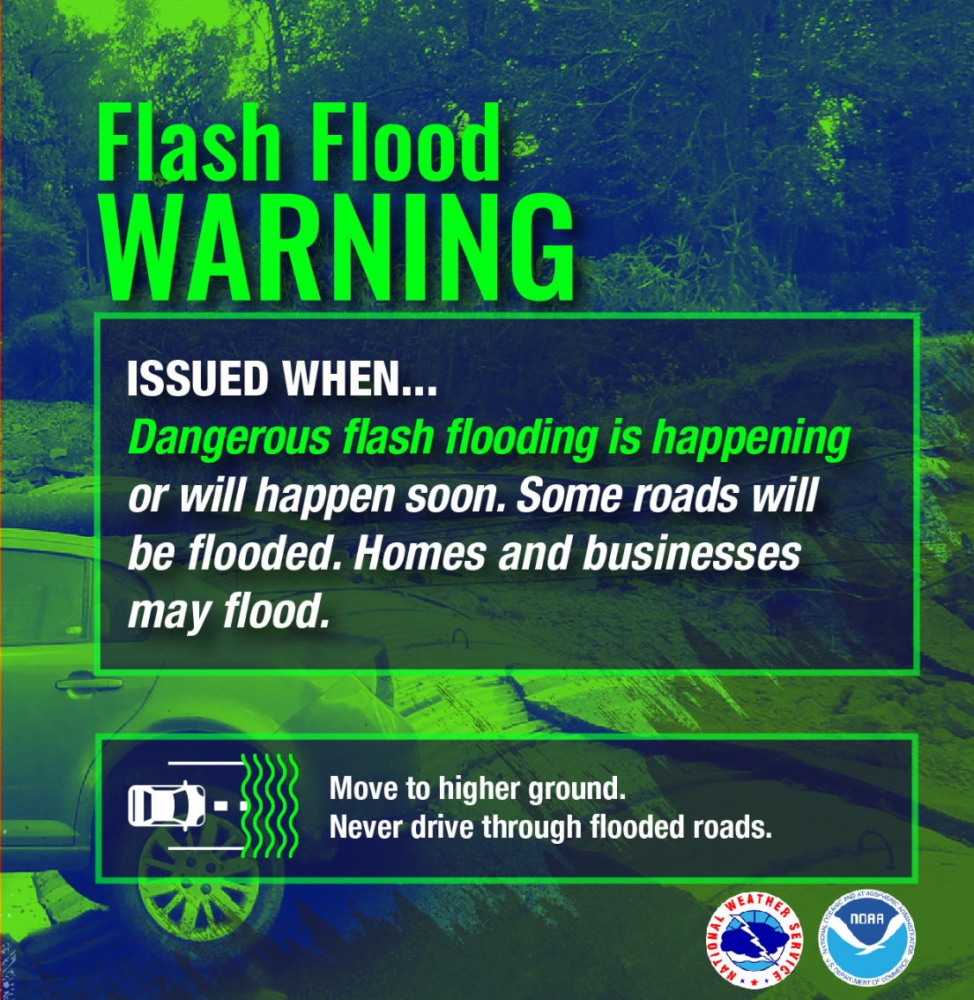 Flash Flood
WARNING
ISSUED WHEN...
Dangerous flash flooding is happening
or will happen soon. Some roads will
be flooded. Homes and businesses
may flood.
Move to higher ground.
Never drive through flooded roads.
NATIONAL WEATHER SERVICE
NATIONAL OCEANIC AND ATMOSPHERIC ADMINISTRATION
NOAA
U.S. DEPARTMENT OF COMMERCE